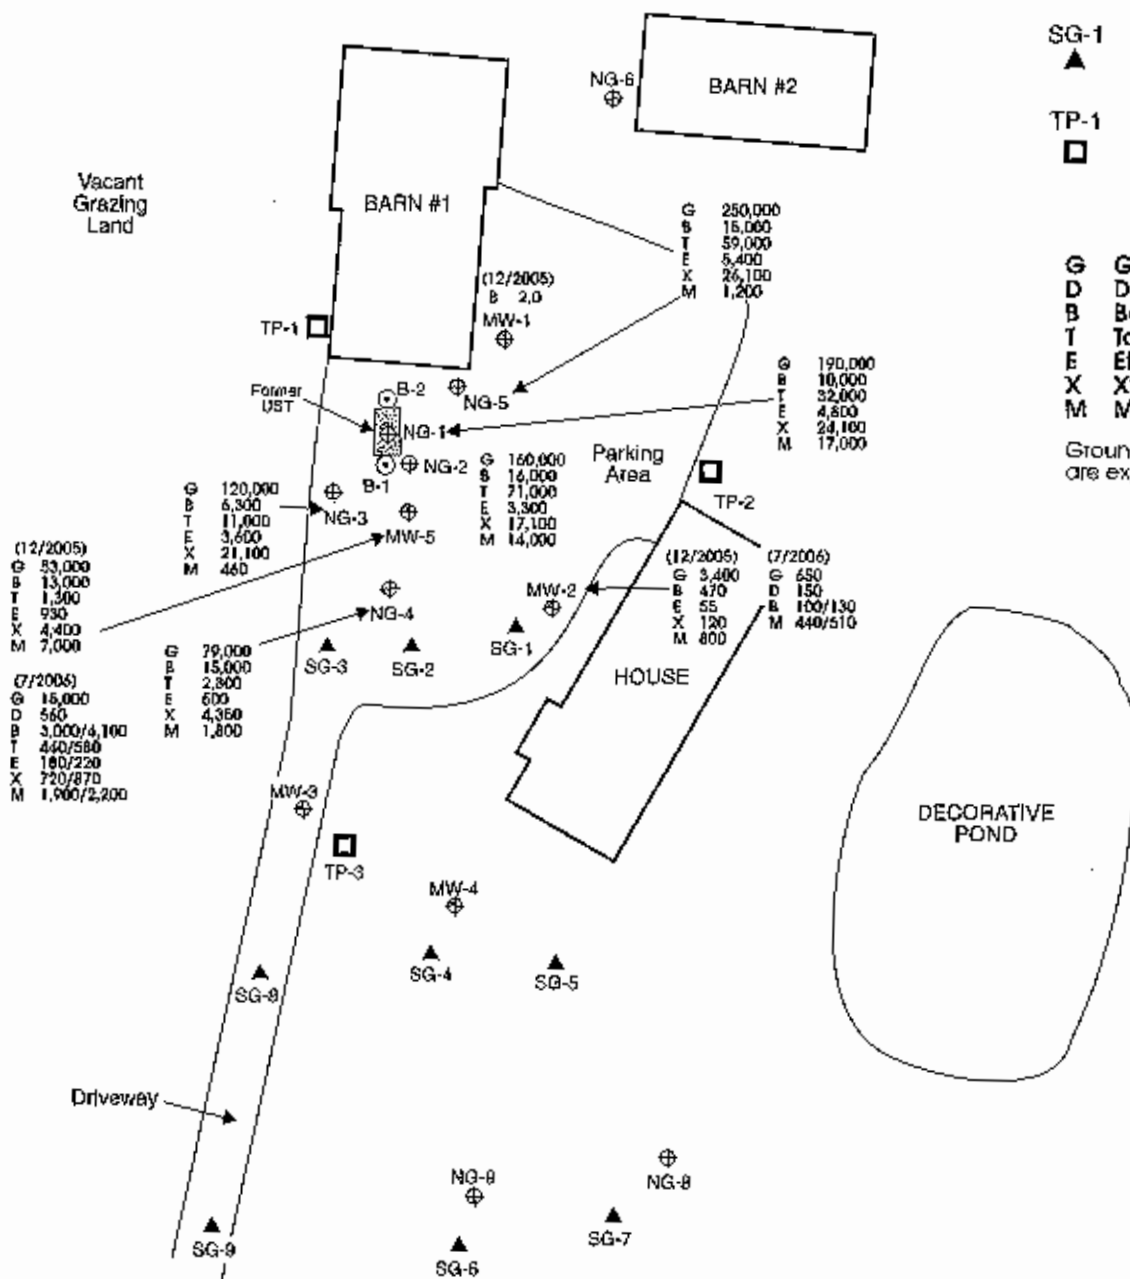 SG-1
NG-6
BARN #2
TP-1
Vacant
Grazing
Land
BARN #1
G 250,000
B 15,000
T 59,000
E 5,400
X 26,100
M 1,200
(12/2005)
B 2.0
MW-1
G G
D D
B B
T T
E E
X X
M M
Groun
are ex
TP-1
Former
UST
B-2
NG-5
NG-1
NG-2
B-1
G 190,000
B 10,000
T 32,000
E 4,800
X 24,100
M 17,000
Parking
Area
TP-2
G 160,000
B 16,000
T 71,000
E 3,300
X 17,100
M 14,000
G 120,000
B 6,300
T 11,000
E 3,600
X 21,100
M 460
NG-3
MW-5
(12/2005)
G 53,000
B 13,000
T 1,300
E 930
X 4,400
M 7,000
NG-4
MW-2
(12/2005)
G 3,400
B 470
E 55
X 120
M 800
(7/2006)
G 650
D 150
B 100/130
M 440/510
SG-1
SG-2
SG-3
G 79,000
B 15,000
T 2,800
E 600
X 4,350
M 1,800
HOUSE
(7/2006)
G 15,000
D 560
B 3,000/4,100
T 440/580
E 180/220
X 720/870
M 1,900/2,200
MW-3
TP-3
DECORATIVE
POND
MW-4
SG-4
SG-5
SG-8
Driveway
NG-9
NG-8
SG-9
SG-6
SG-7